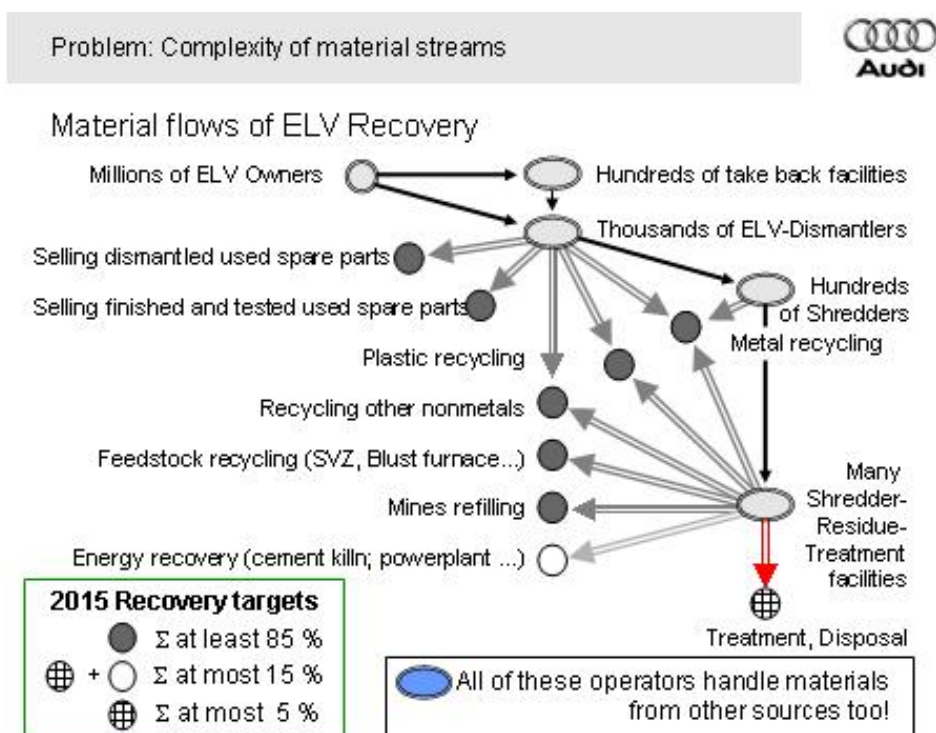 Problem: Complexity of material streams
Audi
Material flows of ELV Recovery
Millions of ELV Owners
Hundreds of take back facilities
Thousands of ELV-Dismantlers
Selling dismantled used spare parts
Hundreds
of Shredders
Selling finished and tested used spare parts
Metal recycling
Plastic recycling
Recycling other nonmetals
Feedstock recycling (SVZ, Blust furnace...)
Many
Shredder-
Residue-
Treatment
facilities
Mines refilling
Energy recovery (cement killn; powerplant ...)
2015 Recovery targets
Σ at least 85 %
+ Σ at most 15 %
Σ at most 5 %
Treatment, Disposal
All of these operators handle materials
from other sources too!